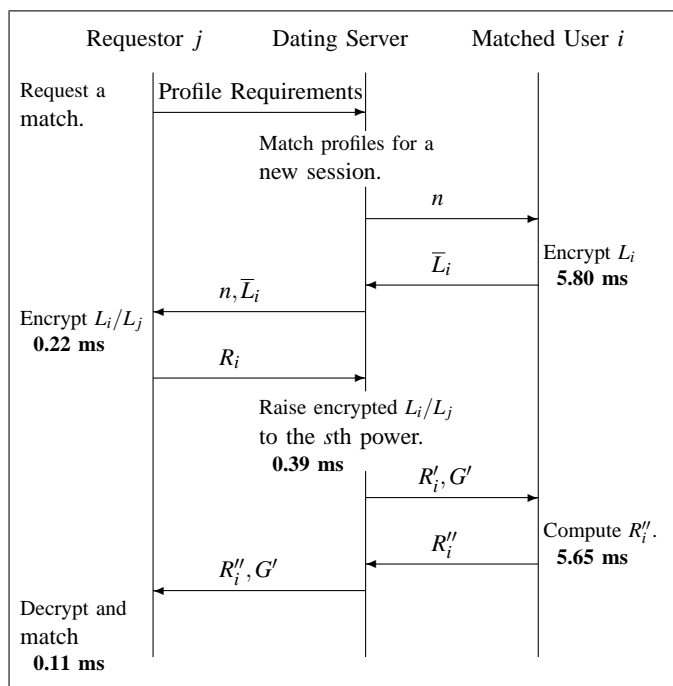 Requestor j Dating Server Matched User i
Request a
match.
Profile Requirements
Match profiles for a
new session.
n
Encrypt L_i
5.80 ms
L̅_i
n, L̅_i
Encrypt L_i/L_j
0.22 ms
R_i
Raise encrypted L_i/L_j
to the sth power.
0.39 ms
R′_i, G′
Compute R″_i.
5.65 ms
R″_i
R″_i, G′
Decrypt and
match
0.11 ms